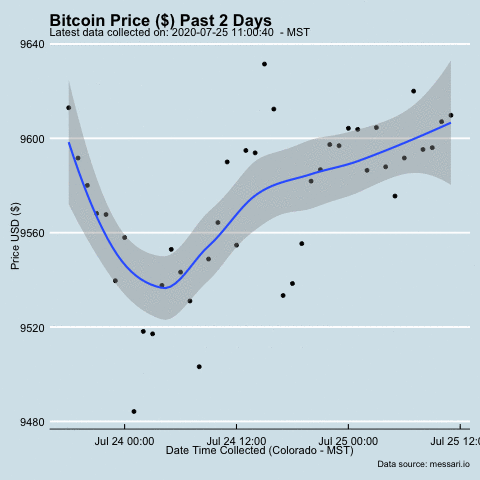 Bitcoin Price ($) Past 2 Days
Latest data collected on: 2020-07-25 11:00:40  - MST
9640
9600
9560
9520
9480
Price USD ($)
Jul 24 00:00
Jul 24 12:00
Jul 25 00:00
Jul 25 12:0
Date Time Collected (Colorado - MST)
Data source: messari.io